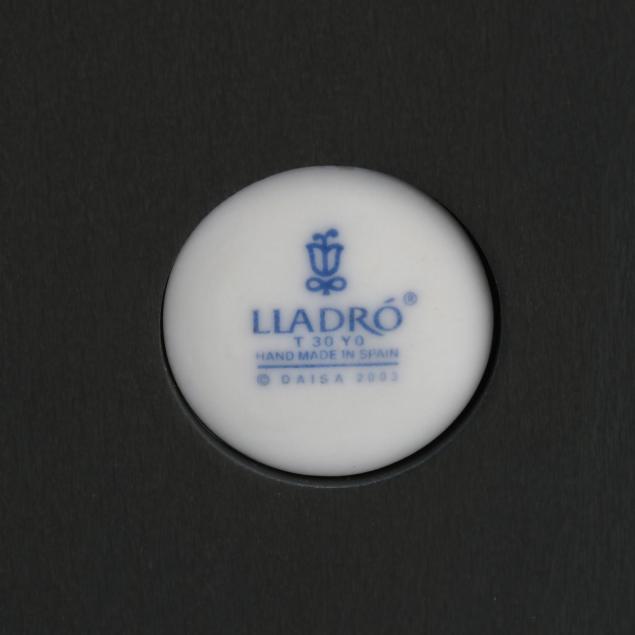 LLADRÓ®
T 30 Y0
HAND MADE IN SPAIN
© DAISA 2003